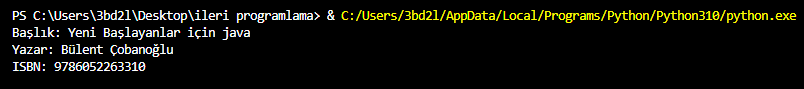 PS C:\Users\3bd2l\Desktop\ileri programlama> & C:/Users/3bd2l/AppData/Local/Programs/Python/Python310/python.exe
Başlık: Yeni Başlayanlar için java
Yazar: Bülent Çobanoğlu
ISBN: 9786052263310